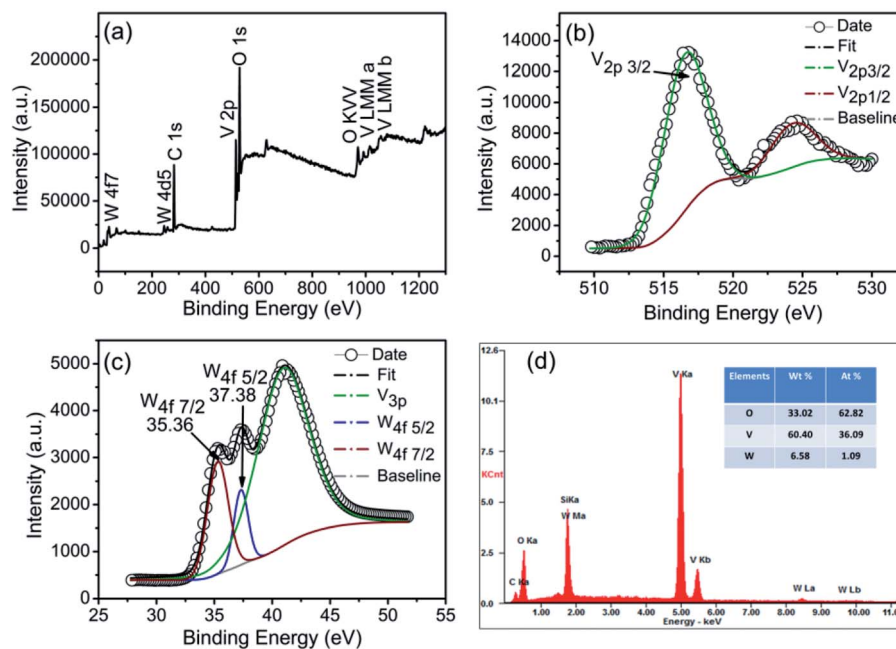 (a)
200000
150000
100000
50000
0
Intensity (a.u.)
W 4f7
W 4d5
C 1s
V 2p
O 1s
O KVV
V LMM a
V LMM b
0 200 400 600 800 1000 1200
Binding Energy (eV)
(b)
14000
12000
10000
8000
6000
4000
2000
0
Intensity (a.u.)
V2p 3/2
Date
Fit
V2p3/2
V2p1/2
Baseline
510 515 520 525 530
Binding Energy (eV)
(c)
5000
4000
3000
2000
1000
0
Intensity (a.u.)
W4f 7/2
35.36
W4f 5/2
37.38
Date
Fit
V3p
W4f 5/2
W4f 7/2
Baseline
25 30 35 40 45 50 55
Binding Energy (eV)
(d)
12.6
10.1
7.5
KCnt
5.0
2.5
0.0
C Ka
O Ka
SiKa
W Ma
V Ka
V Kb
W La
W Lb
Elements Wt % At %
O 33.02 62.82
V 60.40 36.09
W 6.58 1.09
1.00 2.00 3.00 4.00 5.00 6.00 7.00 8.00 9.00 10.00
Energy - keV